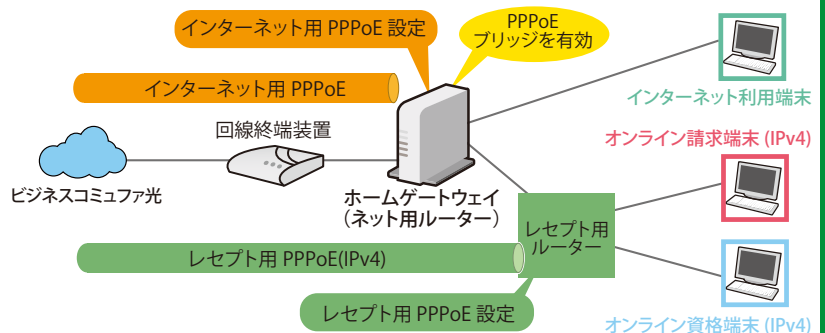 インターネット用 PPPoE 設定
PPPoE
ブリッジを有効
インターネット用 PPPoE
インターネット利用端末
回線終端装置
オンライン請求端末 (IPv4)
ビジネスコミュファ光
ホームゲートウェイ
（ネット用ルーター）
レセプト用
ルーター
レセプト用 PPPoE(IPv4)
レセプト用 PPPoE 設定
オンライン資格端末 (IPv4)